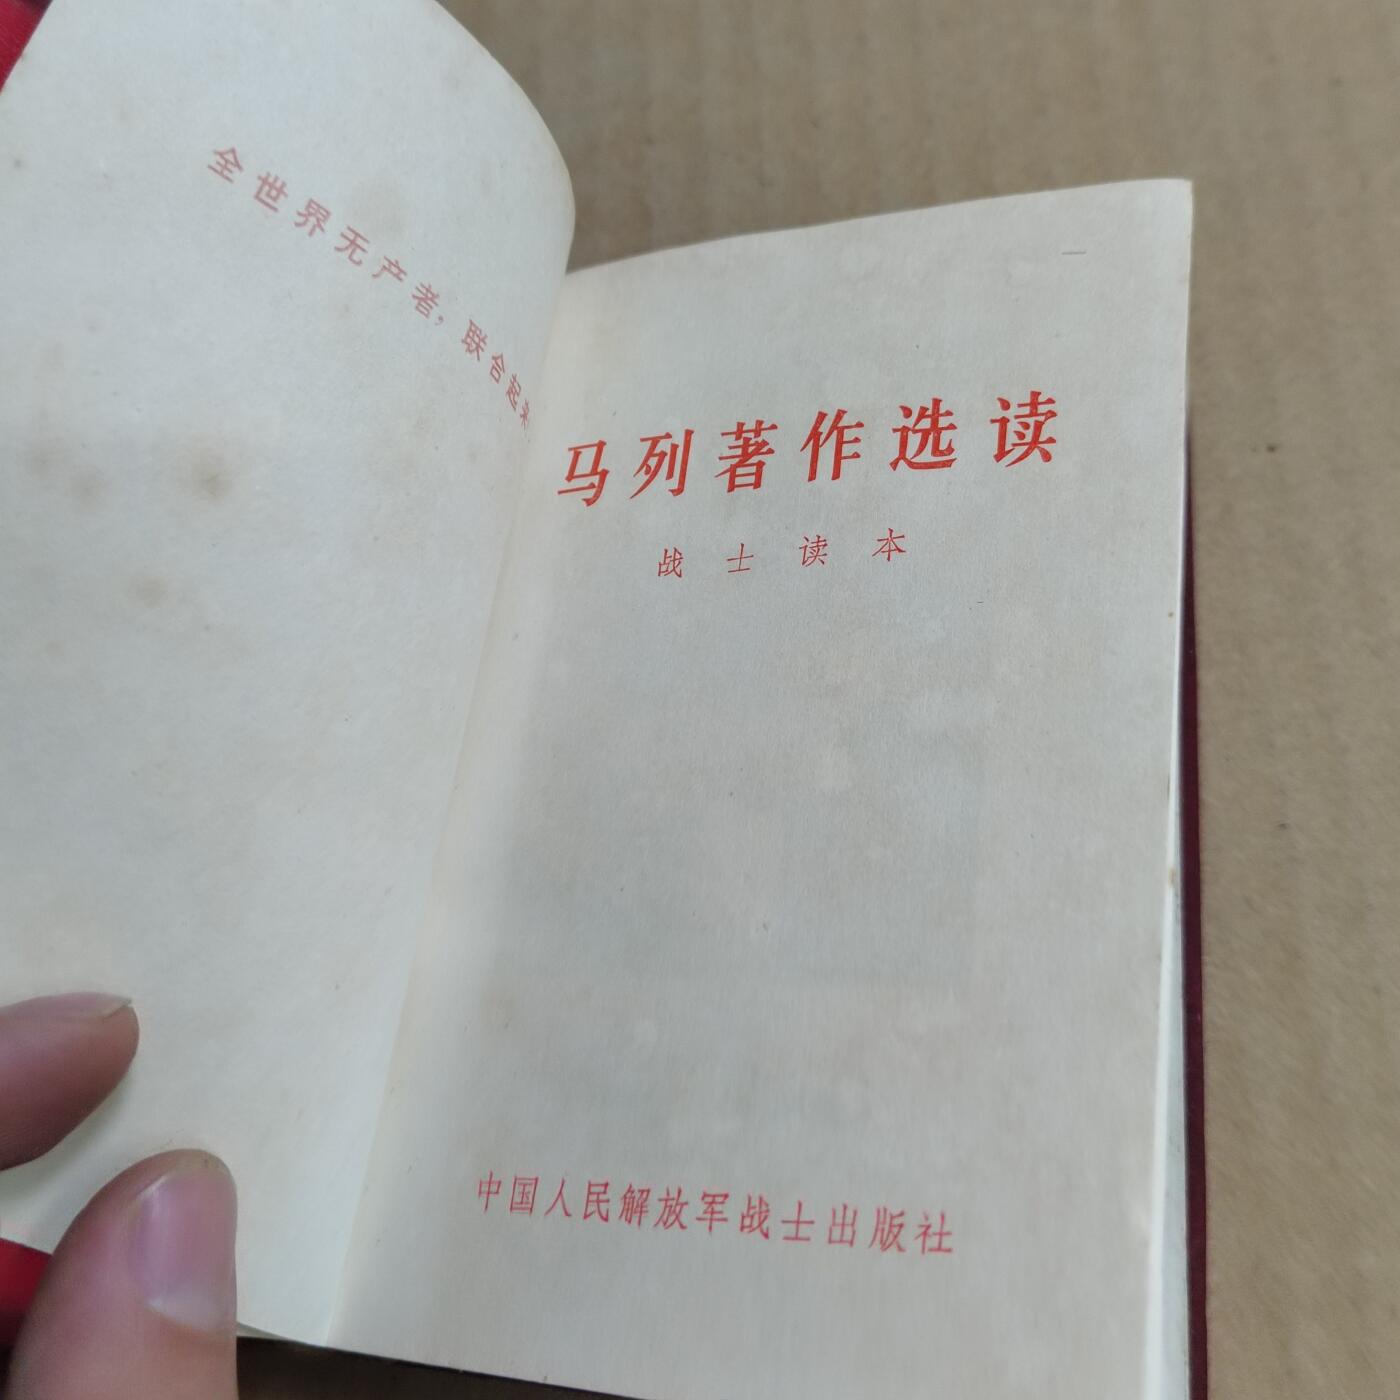 全世界无产者，联合起来
马列著作选读
战士读本
中国人民解放军战士出版社